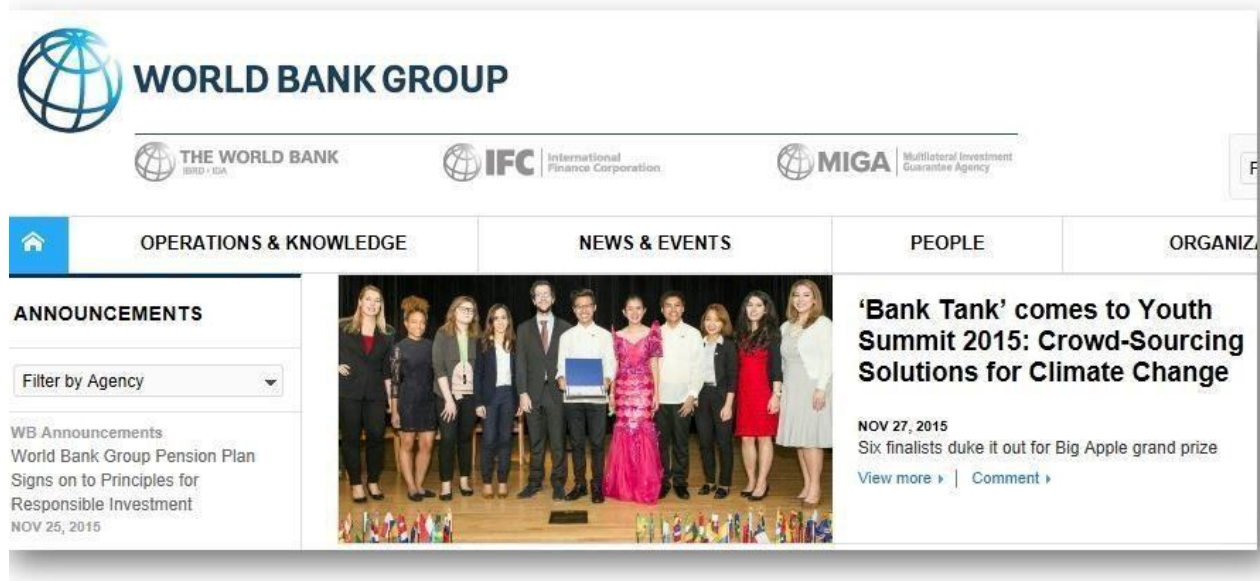 WORLD BANK GROUP
THE WORLD BANK
IBRD • IDA
IFC International
Finance Corporation
MIGA Multilateral Investment
Guarantee Agency
F
OPERATIONS & KNOWLEDGE
NEWS & EVENTS
PEOPLE
ORGANIZA
ANNOUNCEMENTS
Filter by Agency
WB Announcements
World Bank Group Pension Plan
Signs on to Principles for
Responsible Investment
NOV 25, 2015
‘Bank Tank’ comes to Youth
Summit 2015: Crowd-Sourcing
Solutions for Climate Change
NOV 27, 2015
Six finalists duke it out for Big Apple grand prize
View more
Comment